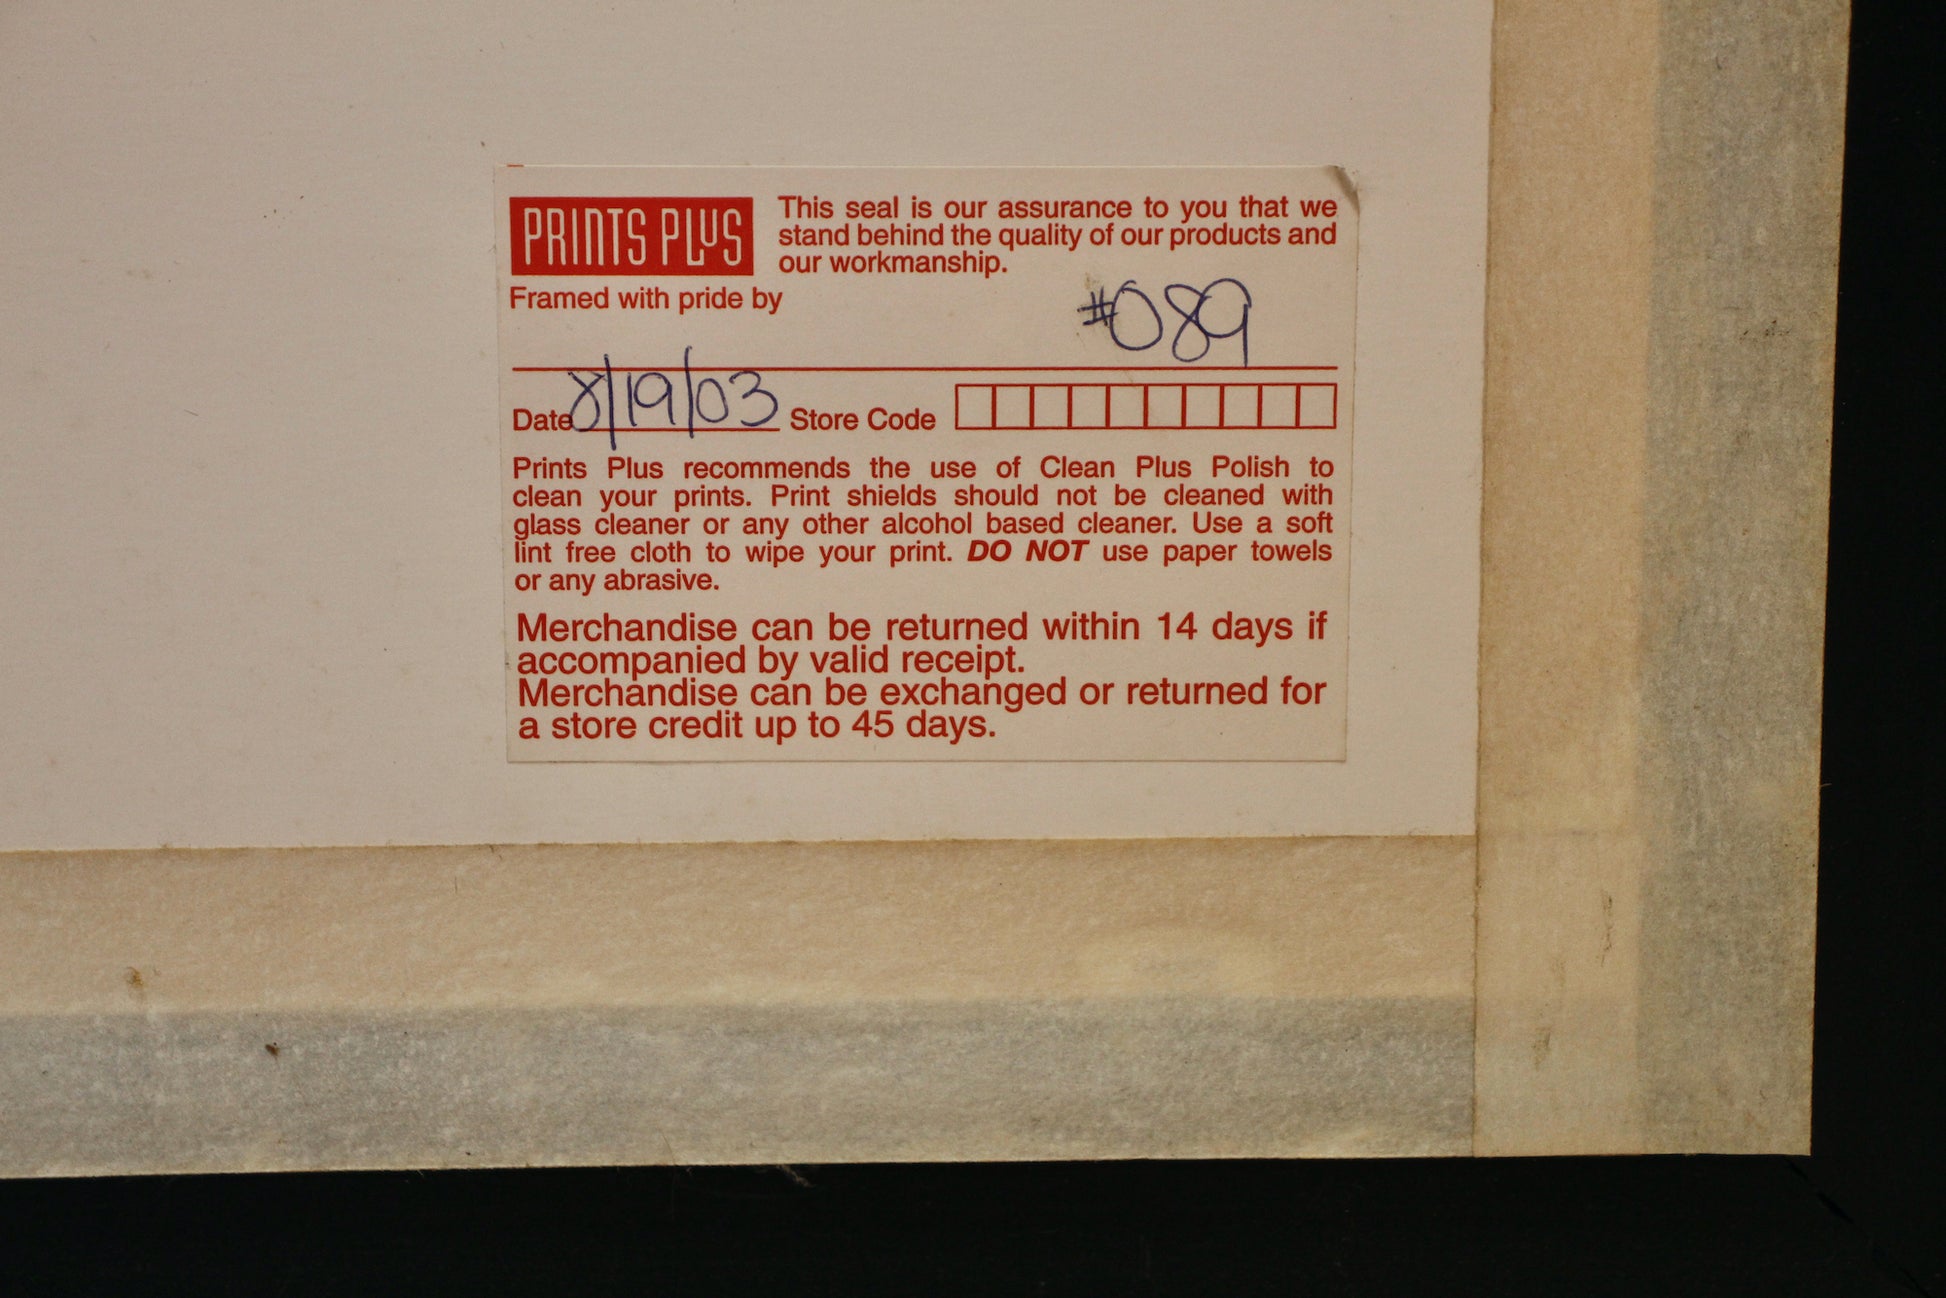 PRINTS PLUS
This seal is our assurance to you that we
stand behind the quality of our products and
our workmanship.
Framed with pride by
#089
Date 8/19/03 Store Code
Prints Plus recommends the use of Clean Plus Polish to
clean your prints. Print shields should not be cleaned with
glass cleaner or any other alcohol based cleaner. Use a soft
lint free cloth to wipe your print. DO NOT use paper towels
or any abrasive.
Merchandise can be returned within 14 days if
accompanied by valid receipt.
Merchandise can be exchanged or returned for
a store credit up to 45 days.